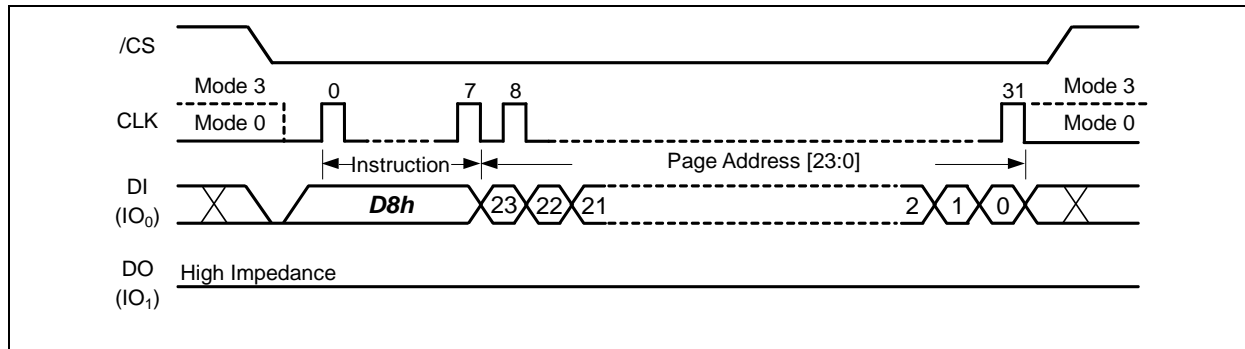 /CS
Mode 3 0 7 8 31 Mode 3
CLK Mode 0 Mode 0
Instruction Page Address [23:0]
DI (IO₀) D8h 23 22 21 2 1 0
DO (IO₁) High Impedance